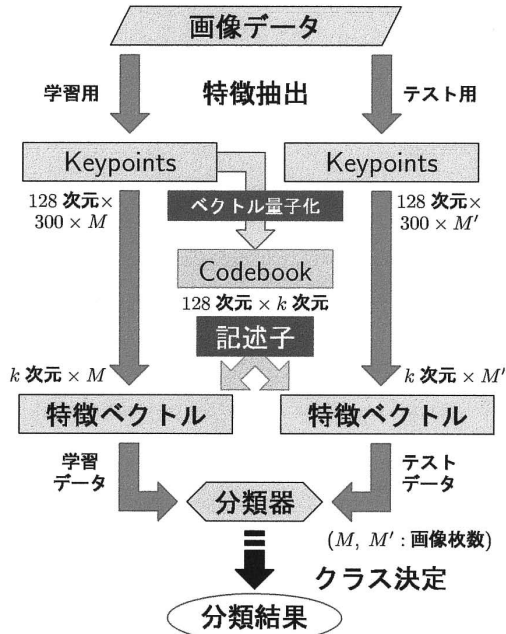 画像データ
学習用
特徴抽出
テスト用
Keypoints
Keypoints
128 次元×
300 × M
ベクトル量子化
128 次元×
300 × M′
Codebook
128 次元 × k 次元
記述子
k 次元 × M
k 次元 × M′
特徴ベクトル
特徴ベクトル
学習
データ
テスト
データ
分類器
(M, M′ : 画像枚数)
クラス決定
分類結果